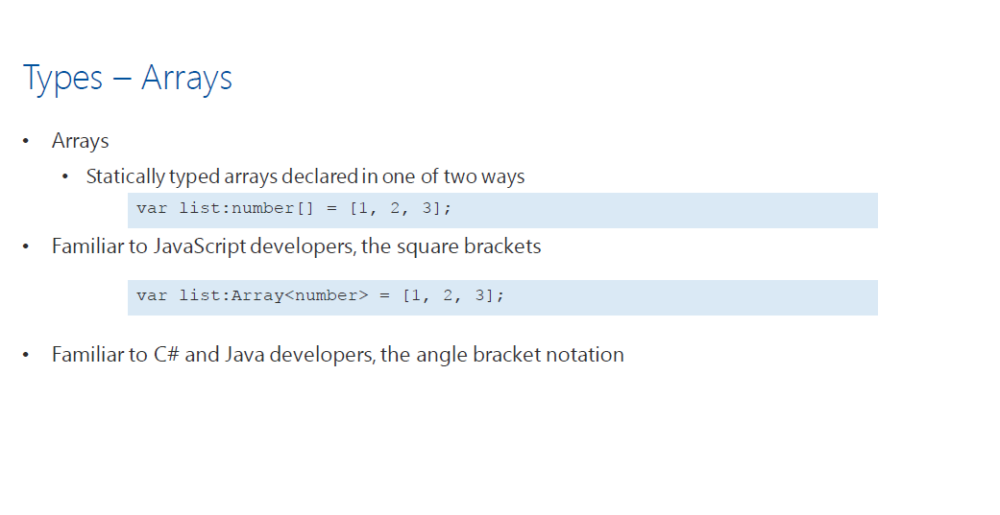 Types – Arrays
• Arrays
• Statically typed arrays declared in one of two ways
var list:number[] = [1, 2, 3];
• Familiar to JavaScript developers, the square brackets
var list:Array<number> = [1, 2, 3];
• Familiar to C# and Java developers, the angle bracket notation